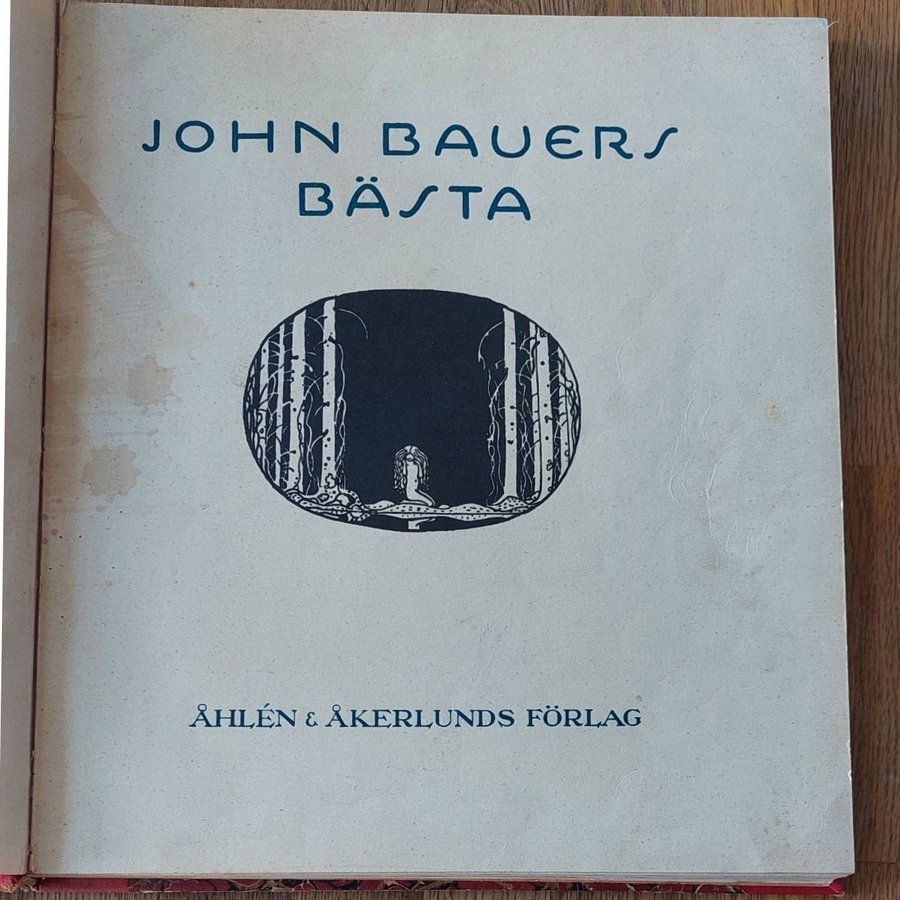 JOHN BAUERS
BÄSTA
ÅHLÉN & ÅKERLUNDS FÖRLAG